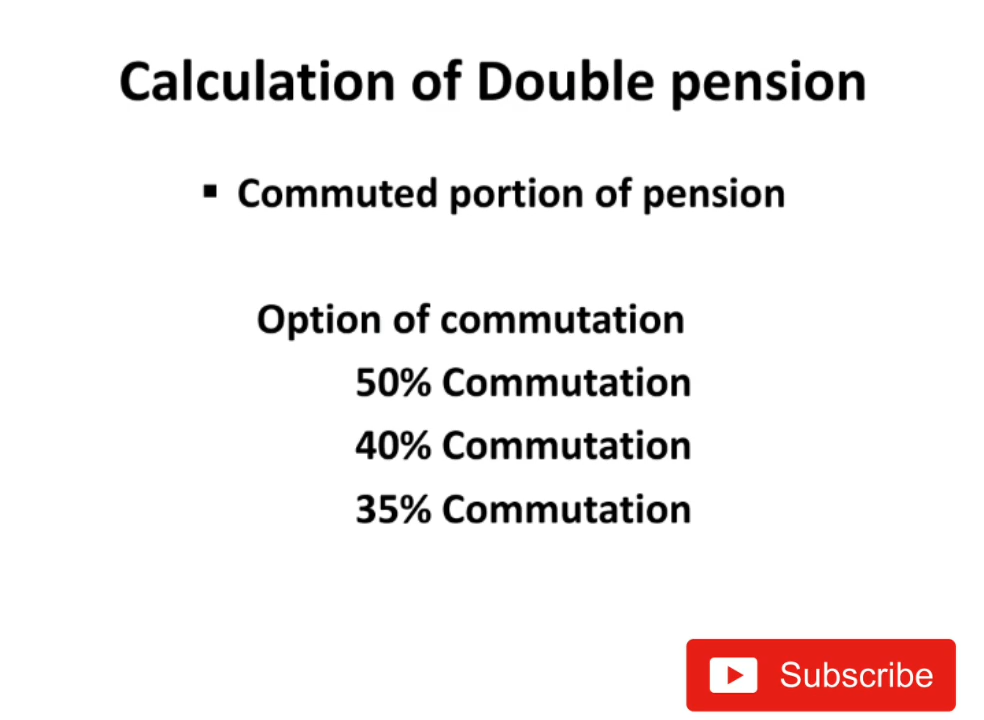 Calculation of Double pension
▪ Commuted portion of pension
Option of commutation
50% Commutation
40% Commutation
35% Commutation
Subscribe